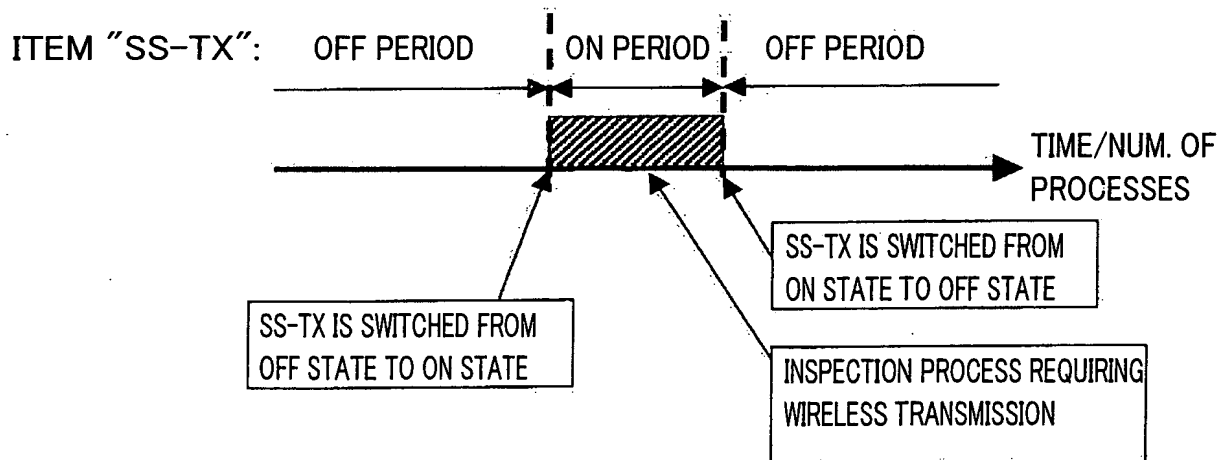 ITEM "SS-TX": OFF PERIOD ON PERIOD OFF PERIOD
TIME/NUM. OF
PROCESSES
SS-TX IS SWITCHED FROM
ON STATE TO OFF STATE
SS-TX IS SWITCHED FROM
OFF STATE TO ON STATE
INSPECTION PROCESS REQUIRING
WIRELESS TRANSMISSION